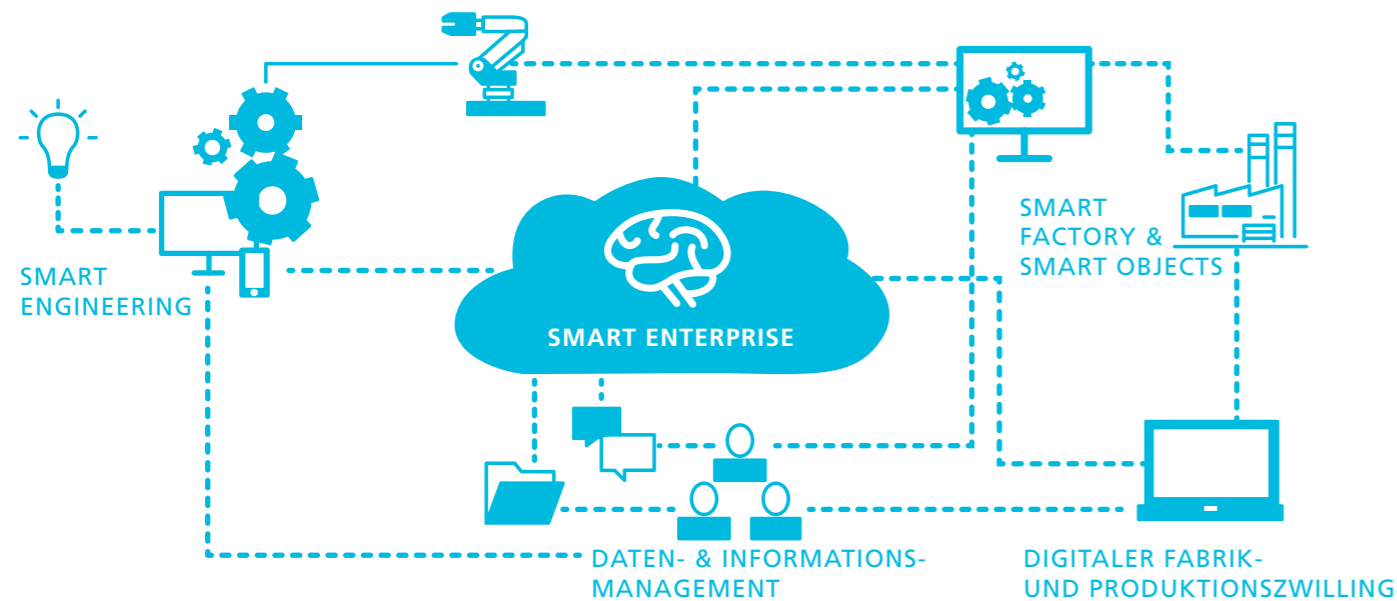 SMART
FACTORY &
SMART OBJECTS
SMART
ENGINEERING
SMART ENTERPRISE
DATEN- & INFORMATIONS-
MANAGEMENT
DIGITALER FABRIK-
UND PRODUKTIONSZWILLING